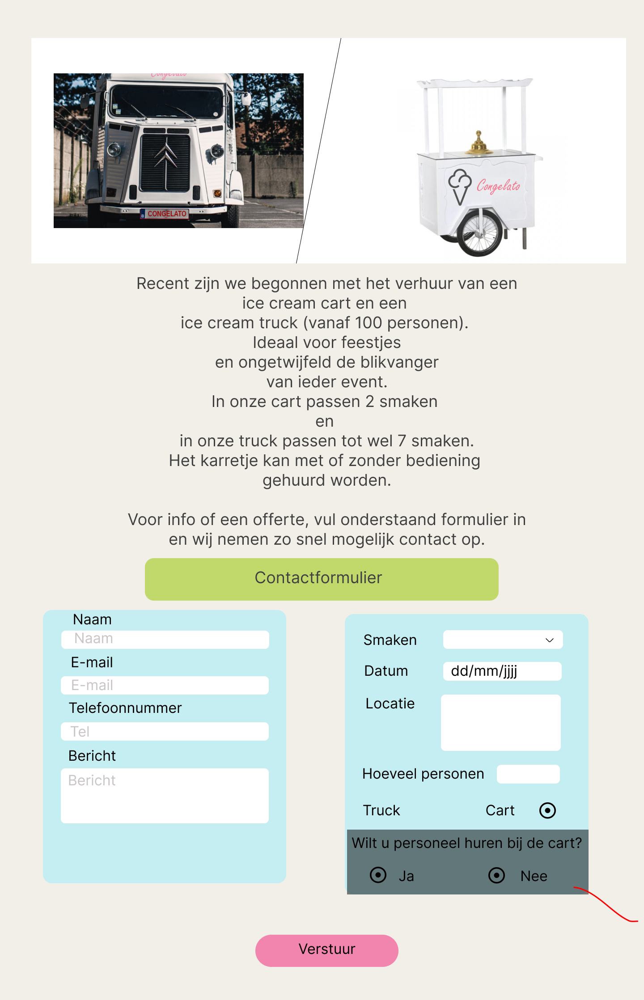 Congelato
CONGELATO
B
Congelato
Recent zijn we begonnen met het verhuur van een
ice cream cart en een
ice cream truck (vanaf 100 personen).
Ideaal voor feestjes
en ongetwijfeld de blikvanger
van ieder event.
In onze cart passen 2 smaken
en
in onze truck passen tot wel 7 smaken.
Het karretje kan met of zonder bediening
gehuurd worden.
Voor info of een offerte, vul onderstaand formulier in
en wij nemen zo snel mogelijk contact op.
Contactformulier
Naam
Naam
E-mail
E-mail
Telefoonnummer
Tel
Bericht
Bericht
Smaken
Datum dd/mm/jjjj
Locatie
Hoeveel personen
Truck Cart
Wilt u personeel huren bij de cart?
Ja Nee
Verstuur